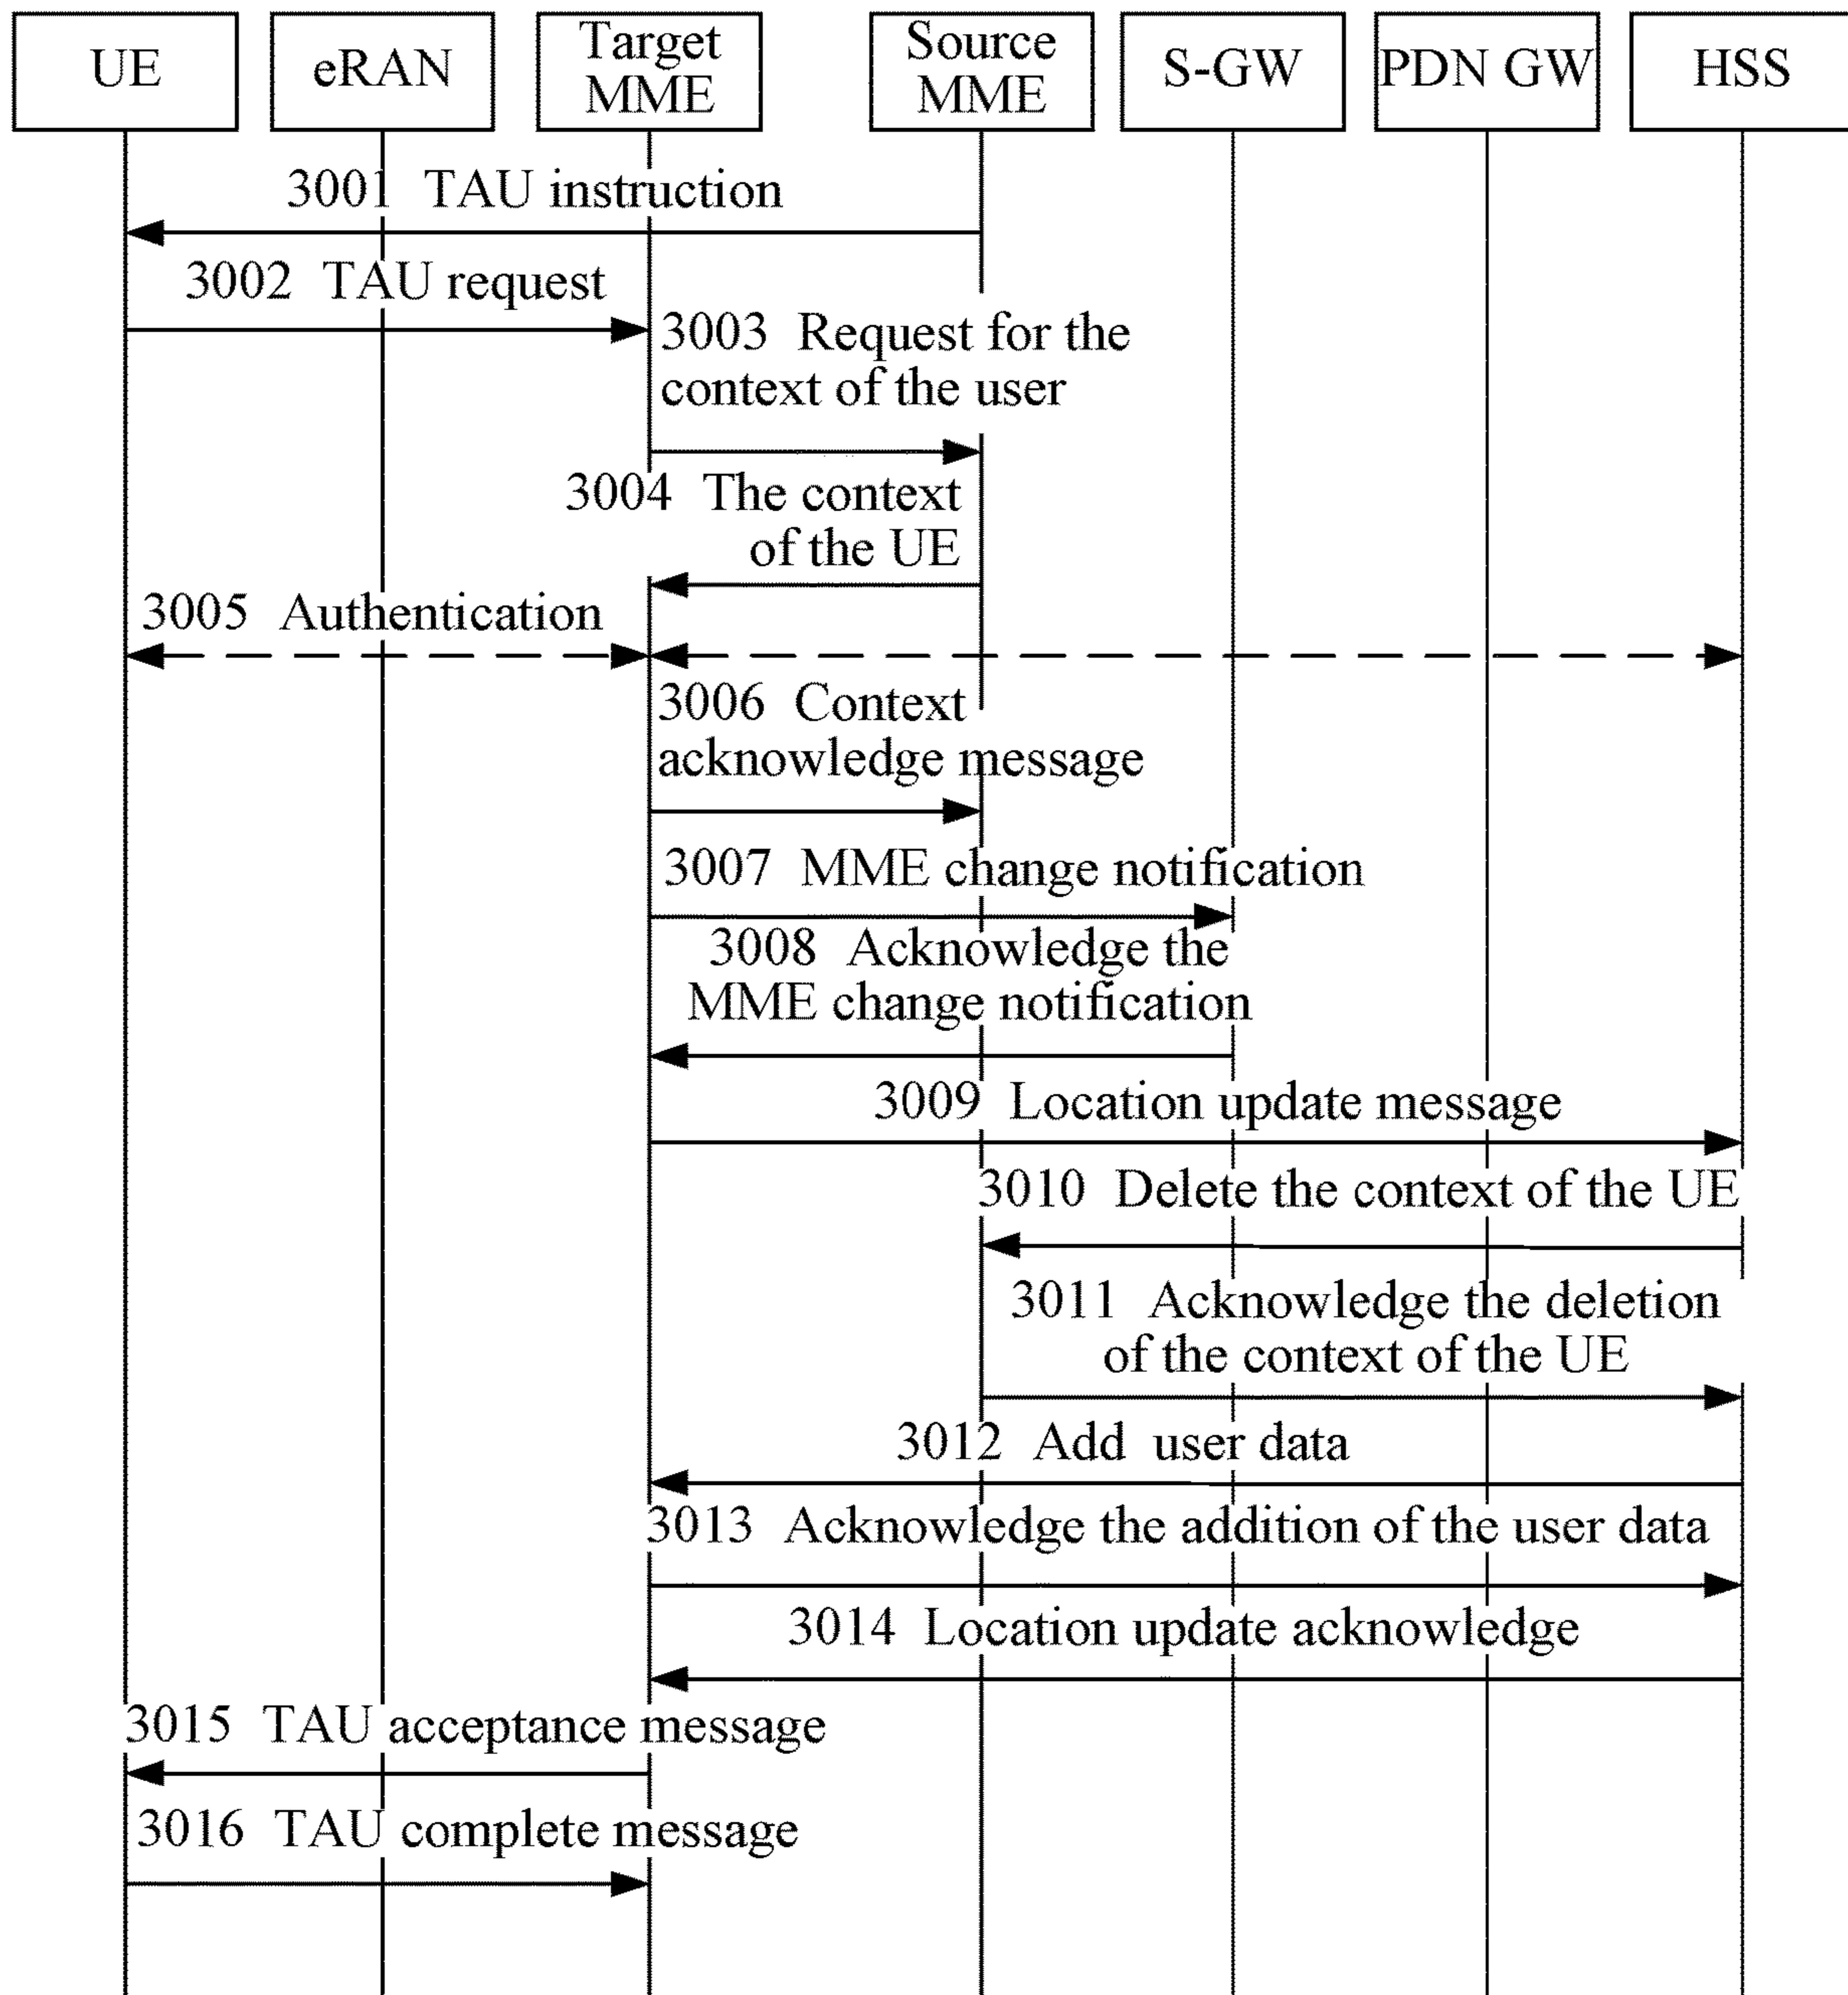 UE
eRAN
Target
MME
Source
MME
S-GW
PDN GW
HSS
3001 TAU instruction
3002 TAU request
3003 Request for the
context of the user
3004 The context
of the UE
3005 Authentication
3006 Context
acknowledge message
3007 MME change notification
3008 Acknowledge the
MME change notification
3009 Location update message
3010 Delete the context of the UE
3011 Acknowledge the deletion
of the context of the UE
3012 Add user data
3013 Acknowledge the addition of the user data
3014 Location update acknowledge
3015 TAU acceptance message
3016 TAU complete message